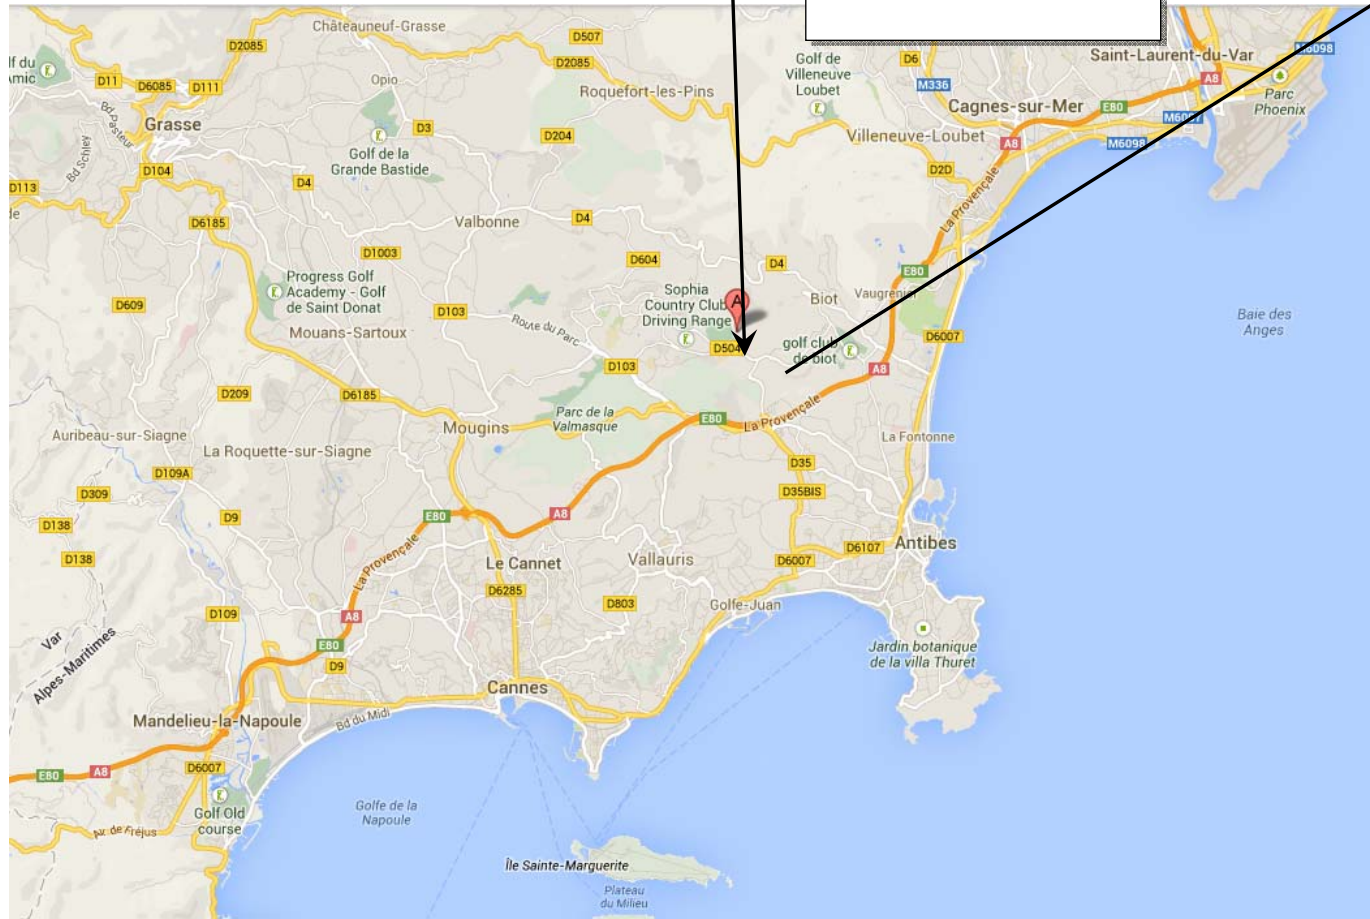 Châteauneuf-Grasse
D2085
D507
D2085
Golf de
Villeneuve
Loubet
D6
M336
Saint-Laurent-du-Var
M6098
A8
Parc
Phoenix
D11
D6085
D111
Opio
Roquefort-les-Pins
Cagnes-sur-Mer
E80
Bd Pasteur
Grasse
D3
D204
Villeneuve-Loubet
A8
M6098
Bd Schley
Golf de la
Grande Bastide
D104
D4
D2D
D113
La Provençale
D6185
Valbonne
D4
D1003
D604
D4
E80
Progress Golf
Academy - Golf
de Saint Donat
Sophia
Country Club
Driving Range
A
Biot
Vaugrenier
D609
D103
Route du Parc
Mouans-Sartoux
Baie des
Anges
D504
golf club
de biot
D6007
D103
A8
D209
D6185
Parc de la
Valmasque
E80
La Provençale
Mougins
Auribeau-sur-Siagne
La Roquette-sur-Siagne
La Fontonne
D109A
D35
D309
D35BIS
D138
D9
E80
A8
D138
La Provençale
Le Cannet
Vallauris
D6007
D6107
Antibes
D6285
D803
Golfe-Juan
D109
A8
Var
Alpes-Maritimes
E80
D9
Jardin botanique
de la villa Thuret
Cannes
Mandelieu-la-Napoule
Bd du Midi
E80
A8
D6007
Golf Old
course
Golfe de la
Napoule
Av. de Fréjus
Île Sainte-Marguerite
Plateau
du Milieu